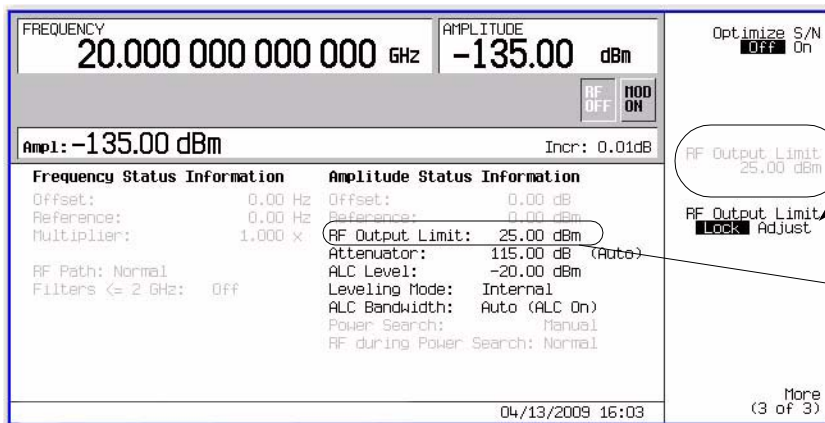 FREQUENCY
20.000 000 000 000 GHz
AMPLITUDE
-135.00 dBm
RF OFF
MOD ON
Ampl: -135.00 dBm
Incr: 0.01dB
Frequency Status Information
Offset: 0.00 Hz
Reference: 0.00 Hz
Multiplier: 1.000 x
RF Path: Normal
Filters <= 2 GHz: Off
Amplitude Status Information
Offset: 0.00 dB
Reference: 0.00 dBm
RF Output Limit: 25.00 dBm
Attenuator: 115.00 dB (Auto)
ALC Level: -20.00 dBm
Leveling Mode: Internal
ALC Bandwidth: Auto (ALC On)
Power Search: Manual
RF during Power Search: Normal
04/13/2009 16:03
Optimize S/N
Off On
RF Output Limit
25.00 dBm
RF Output Limit
Lock Adjust
More
(3 of 3)